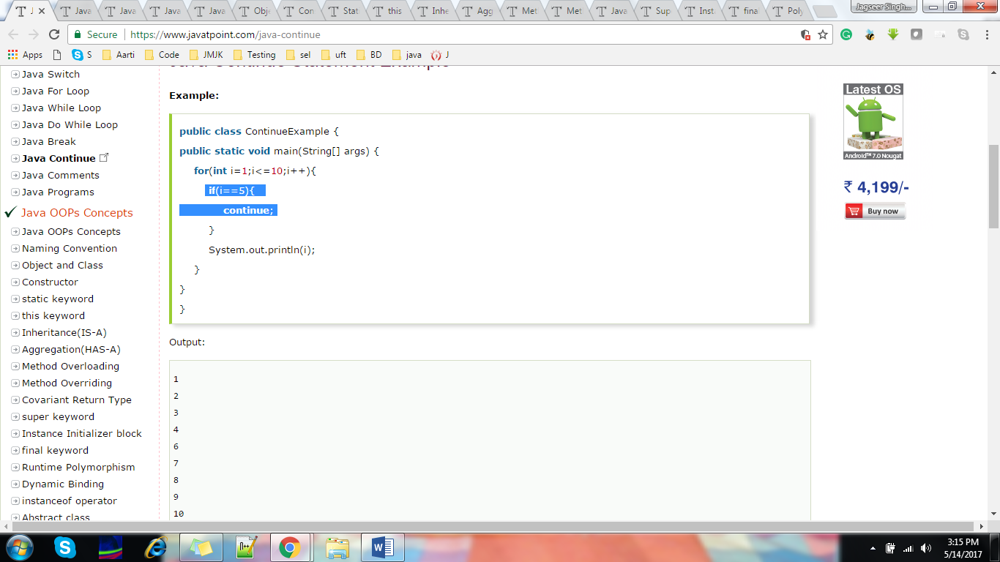 J
Java
Java
Java
Java
Obje
Con
Stat
this
Inhe
Agg
Met
Met
Java
Sup
Inst
final
Poly
Jagseer Singh...
Secure
https://www.javatpoint.com/java-continue
Apps
S
Aarti
Code
JMJK
Testing
sel
uft
BD
java
J
Java Switch
Java For Loop
Java While Loop
Java Do While Loop
Java Break
Java Continue
Java Comments
Java Programs
Java OOPs Concepts
Java OOPs Concepts
Naming Convention
Object and Class
Constructor
static keyword
this keyword
Inheritance(IS-A)
Aggregation(HAS-A)
Method Overloading
Method Overriding
Covariant Return Type
super keyword
Instance Initializer block
final keyword
Runtime Polymorphism
Dynamic Binding
instanceof operator
Abstract class
Java Continue Statement Example
Example:
public class ContinueExample {
public static void main(String[] args) {
for(int i=1;i<=10;i++){
if(i==5){
continue;
}
System.out.println(i);
}
}
}
Output:
1
2
3
4
6
7
8
9
10
Latest OS
Android™ 7.0 Nougat
₹ 4,199/-
Buy now
3:15 PM
5/14/2017